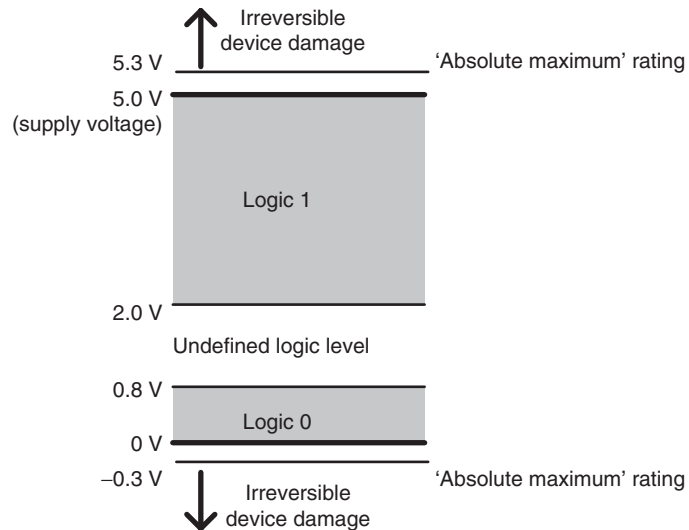 Irreversible
device damage
5.3 V
'Absolute maximum' rating
5.0 V
(supply voltage)
Logic 1
2.0 V
Undefined logic level
0.8 V
Logic 0
0 V
–0.3 V
'Absolute maximum' rating
Irreversible
device damage